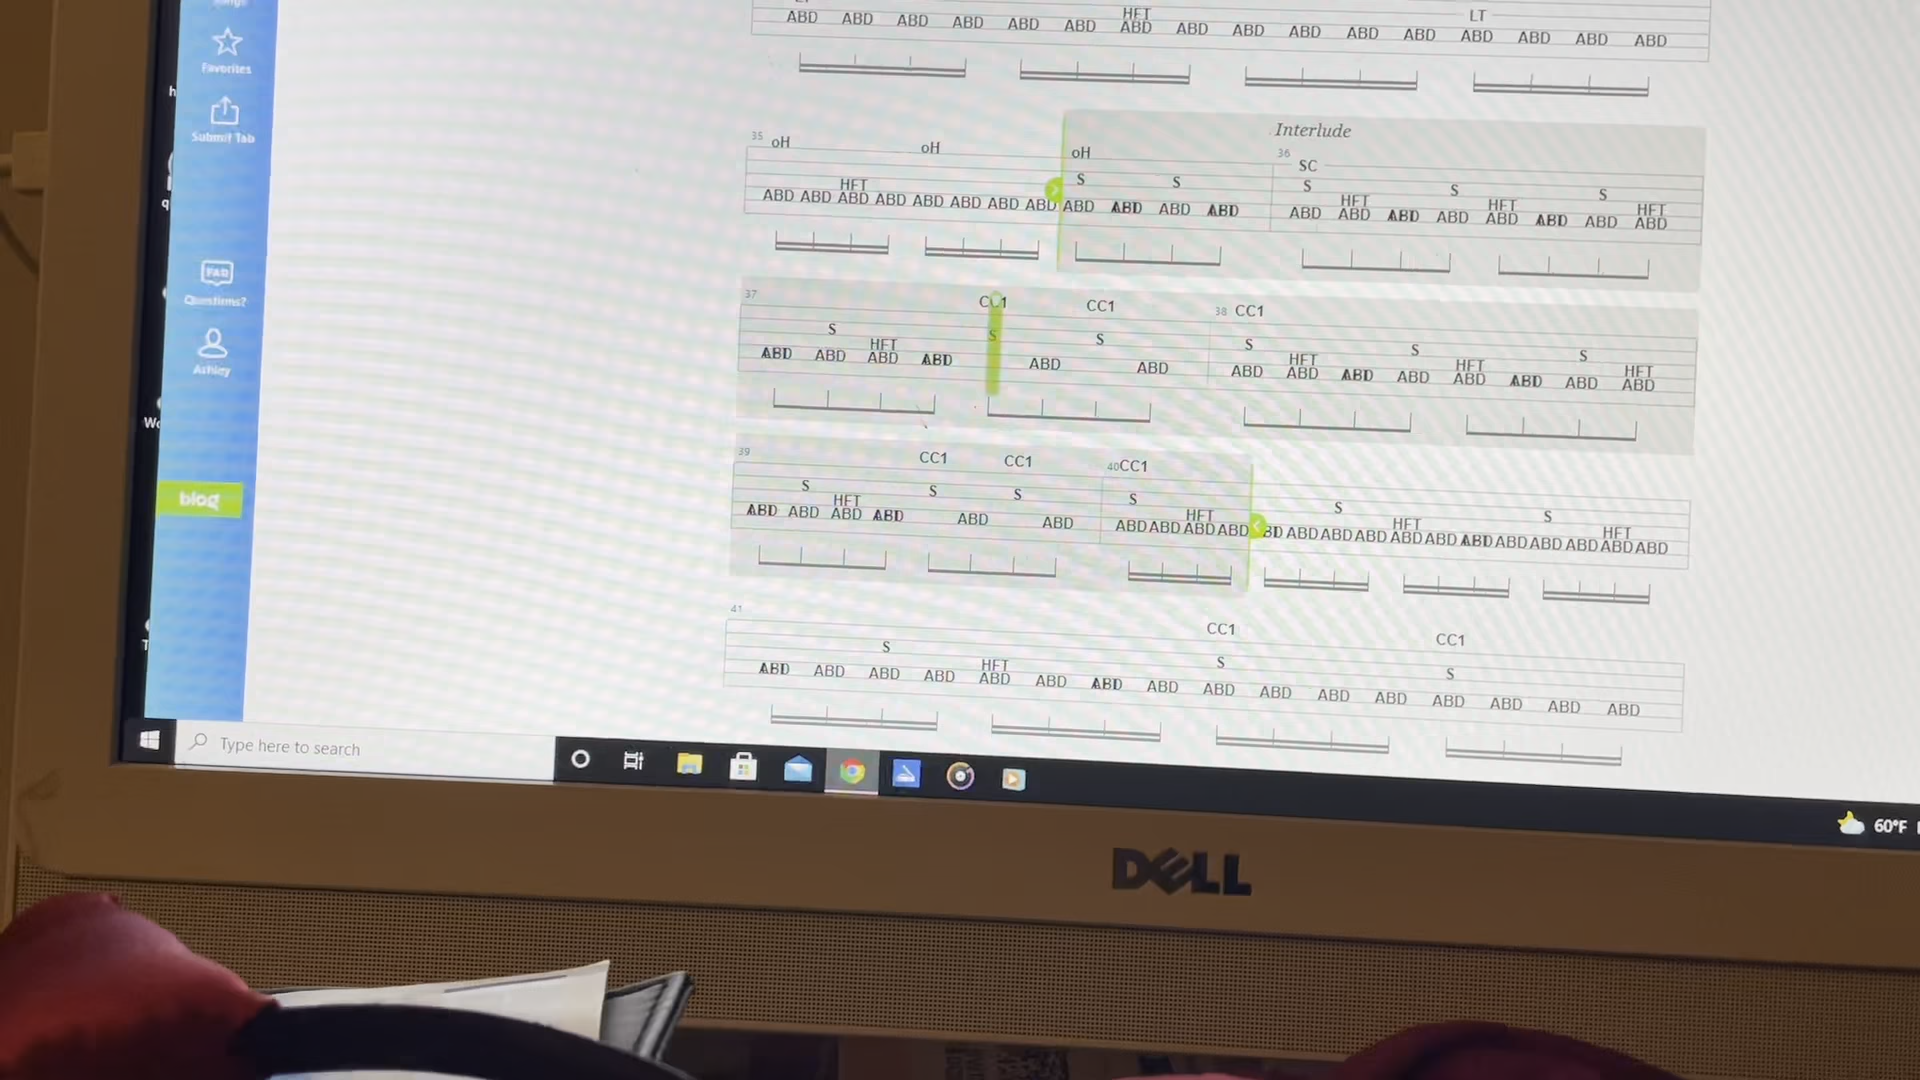 Favorites
Submit Tab
FAQ
Questions?
Ashley
blog
HFT LT
ABD ABD ABD ABD ABD ABD ABD ABD ABD ABD ABD ABD ABD ABD ABD ABD
Interlude
35 oH oH oH 36 SC
S S S S S
HFT HFT HFT HFT
ABD ABD ABD ABD ABD ABD ABD ABD ABD ABD ABD ABD ABD ABD ABD ABD ABD ABD ABD ABD
37 CC1 CC1 38 CC1
S S S S S S
HFT HFT HFT HFT
ABD ABD ABD ABD ABD ABD ABD ABD ABD ABD ABD ABD ABD ABD
39 CC1 CC1 40 CC1
S S S S S S
HFT HFT HFT HFT
ABD ABD ABD ABD ABD ABD ABD ABD ABD ABD BD ABD ABD ABD ABD ABD ABD ABD ABD ABD ABD ABD
41 CC1 CC1
S S S
HFT
ABD ABD ABD ABD ABD ABD ABD ABD ABD ABD ABD ABD ABD ABD ABD ABD
Type here to search
60°F
DELL